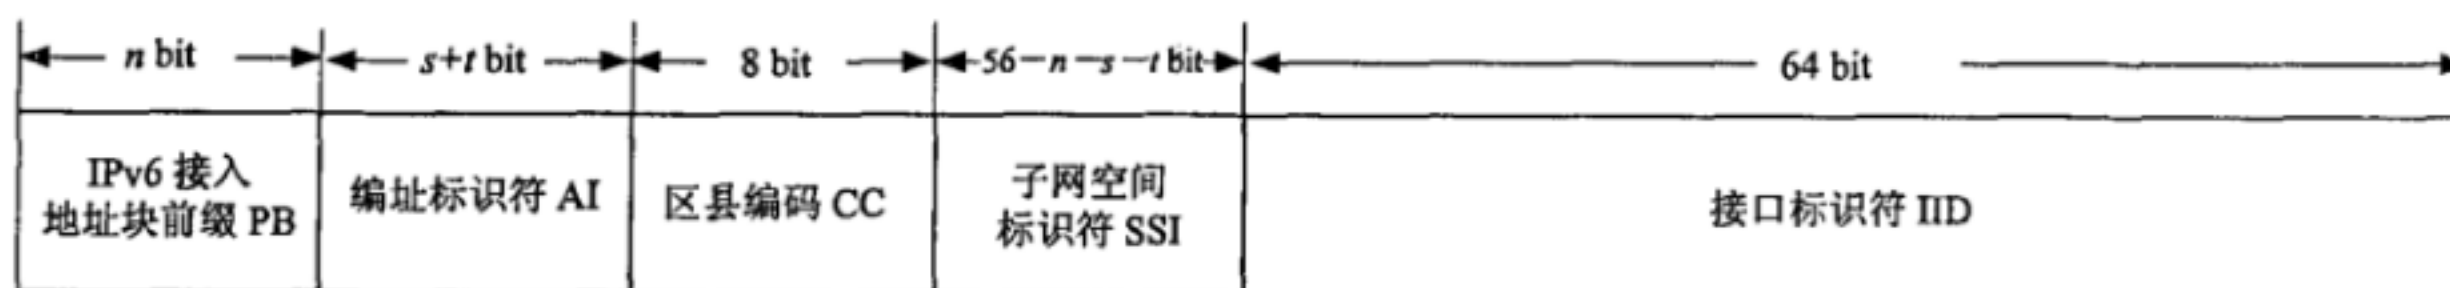 n bit
s+t bit
8 bit
56-n-s-t bit
64 bit
IPv6 接入
地址块前缀 PB
编址标识符 AI
区县编码 CC
子网空间
标识符 SSI
接口标识符 IID